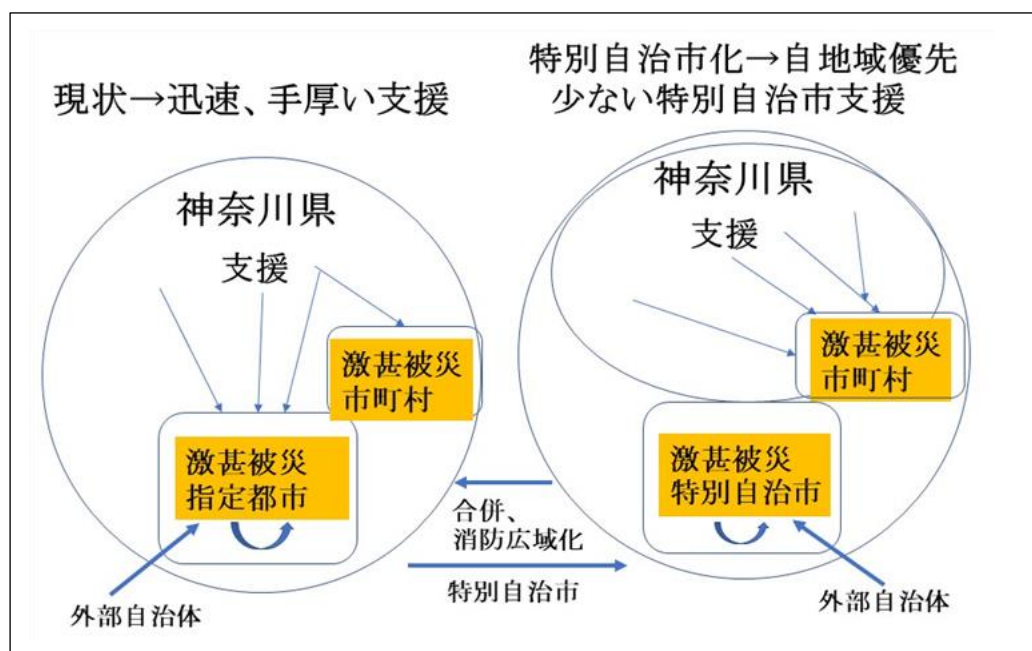 現状→迅速、手厚い支援
神奈川県
支援
激甚被災
市町村
激甚被災
指定都市
外部自治体
合併、
消防広域化
特別自治市
特別自治市化→自地域優先
少ない特別自治市支援
神奈川県
支援
激甚被災
市町村
激甚被災
特別自治市
外部自治体